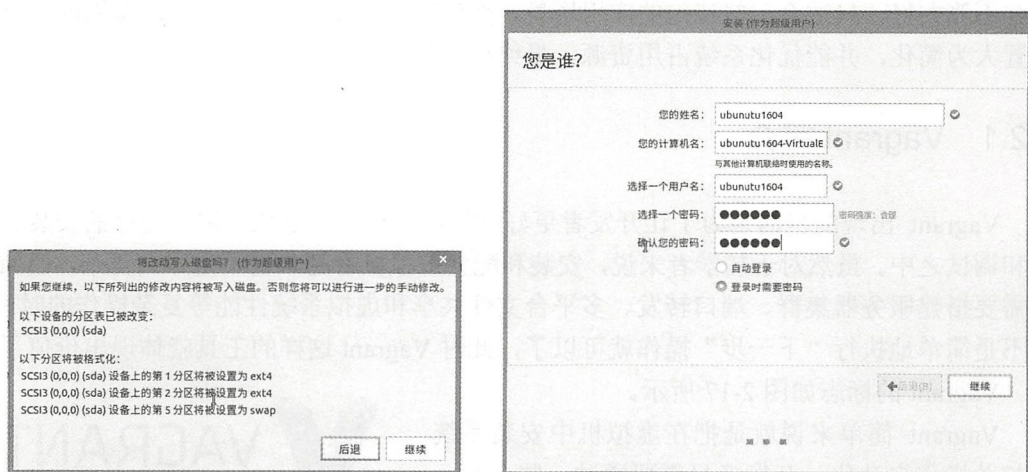 将改动写入磁盘吗？ (作为超级用户)
如果您继续，以下所列出的修改内容将被写入磁盘。否则您将可以进行进一步的手动修改。
以下设备的分区表已被改变：
SCSI3 (0,0,0) (sda)
以下分区将被格式化：
SCSI3 (0,0,0) (sda) 设备上的第 1 分区将被设置为 ext4
SCSI3 (0,0,0) (sda) 设备上的第 2 分区将被设置为 ext4
SCSI3 (0,0,0) (sda) 设备上的第 5 分区将被设置为 swap
后退 继续
安装 (作为超级用户)
您是谁？
您的姓名： ubunutu1604
您的计算机名： ubunutu1604-VirtualB
与其他计算机联络时使用的名称。
选择一个用户名： ubunutu1604
选择一个密码： ●●●●●● 密码强度：合理
确认您的密码： ●●●●●●
自动登录
登录时需要密码
继续